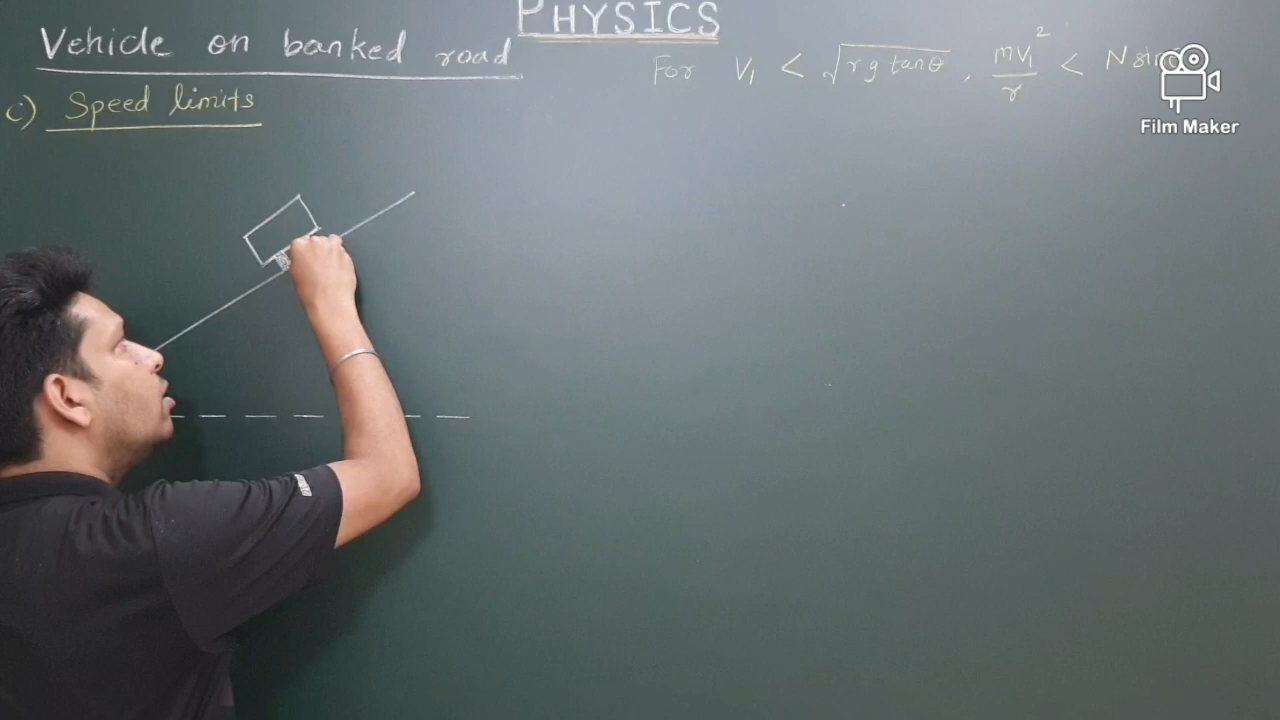 PHYSICS
Vehicle on banked road
For V₁ < √rg tanθ , mV₁²/r < N
c) Speed limits
Film Maker